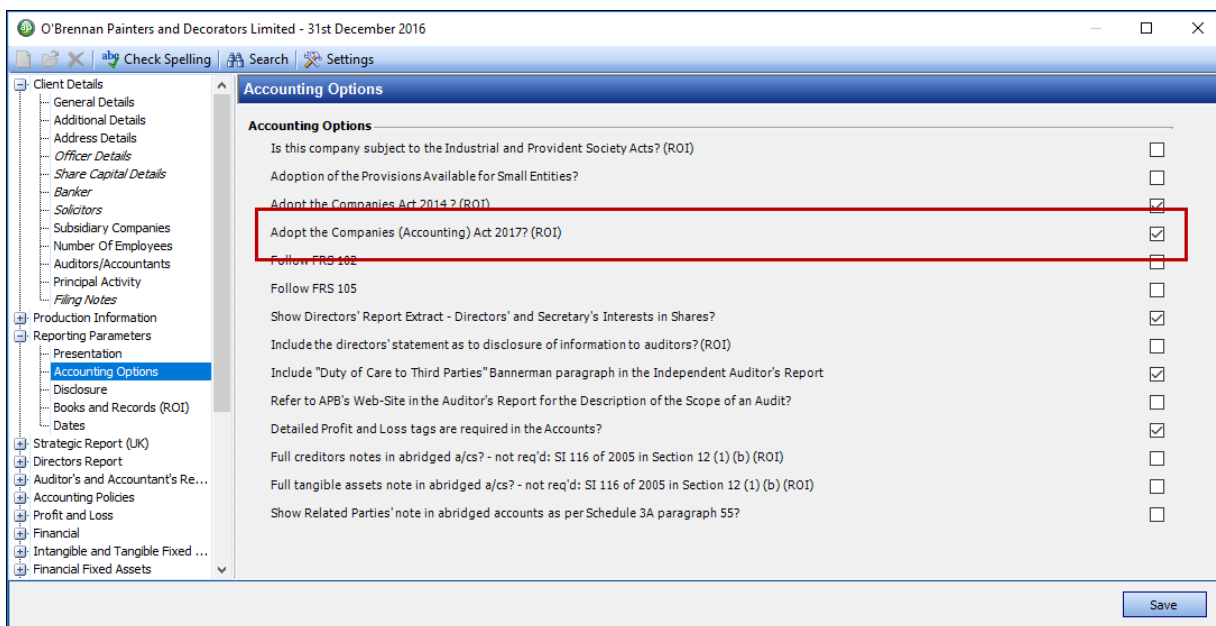 O'Brennan Painters and Decorators Limited - 31st December 2016
abg Check Spelling Search Settings
Client Details
General Details
Additional Details
Address Details
Officer Details
Share Capital Details
Banker
Solicitors
Subsidiary Companies
Number Of Employees
Auditors/Accountants
Principal Activity
Filing Notes
Production Information
Reporting Parameters
Presentation
Accounting Options
Disclosure
Books and Records (ROI)
Dates
Strategic Report (UK)
Directors Report
Auditor's and Accountant's Re...
Accounting Policies
Profit and Loss
Financial
Intangible and Tangible Fixed ...
Financial Fixed Assets
Accounting Options
Accounting Options
Is this company subject to the Industrial and Provident Society Acts? (ROI)
Adoption of the Provisions Available for Small Entities?
Adopt the Companies Act 2014 ? (ROI)
Adopt the Companies (Accounting) Act 2017? (ROI)
Follow FRS 102
Follow FRS 105
Show Directors' Report Extract - Directors' and Secretary's Interests in Shares?
Include the directors' statement as to disclosure of information to auditors? (ROI)
Include "Duty of Care to Third Parties" Bannerman paragraph in the Independent Auditor's Report
Refer to APB's Web-Site in the Auditor's Report for the Description of the Scope of an Audit?
Detailed Profit and Loss tags are required in the Accounts?
Full creditors notes in abridged a/cs? - not req'd: SI 116 of 2005 in Section 12 (1) (b) (ROI)
Full tangible assets note in abridged a/cs? - not req'd: SI 116 of 2005 in Section 12 (1) (b) (ROI)
Show Related Parties' note in abridged accounts as per Schedule 3A paragraph 55?
Save